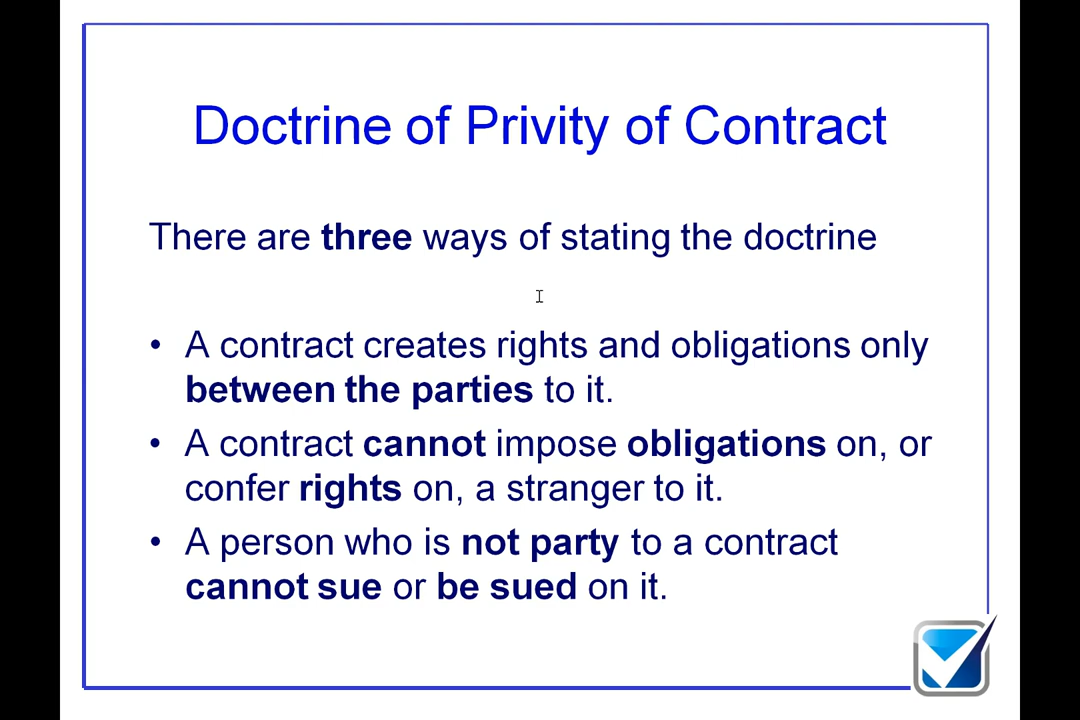 Doctrine of Privity of Contract
There are three ways of stating the doctrine
• A contract creates rights and obligations only
between the parties to it.
• A contract cannot impose obligations on, or
confer rights on, a stranger to it.
• A person who is not party to a contract
cannot sue or be sued on it.